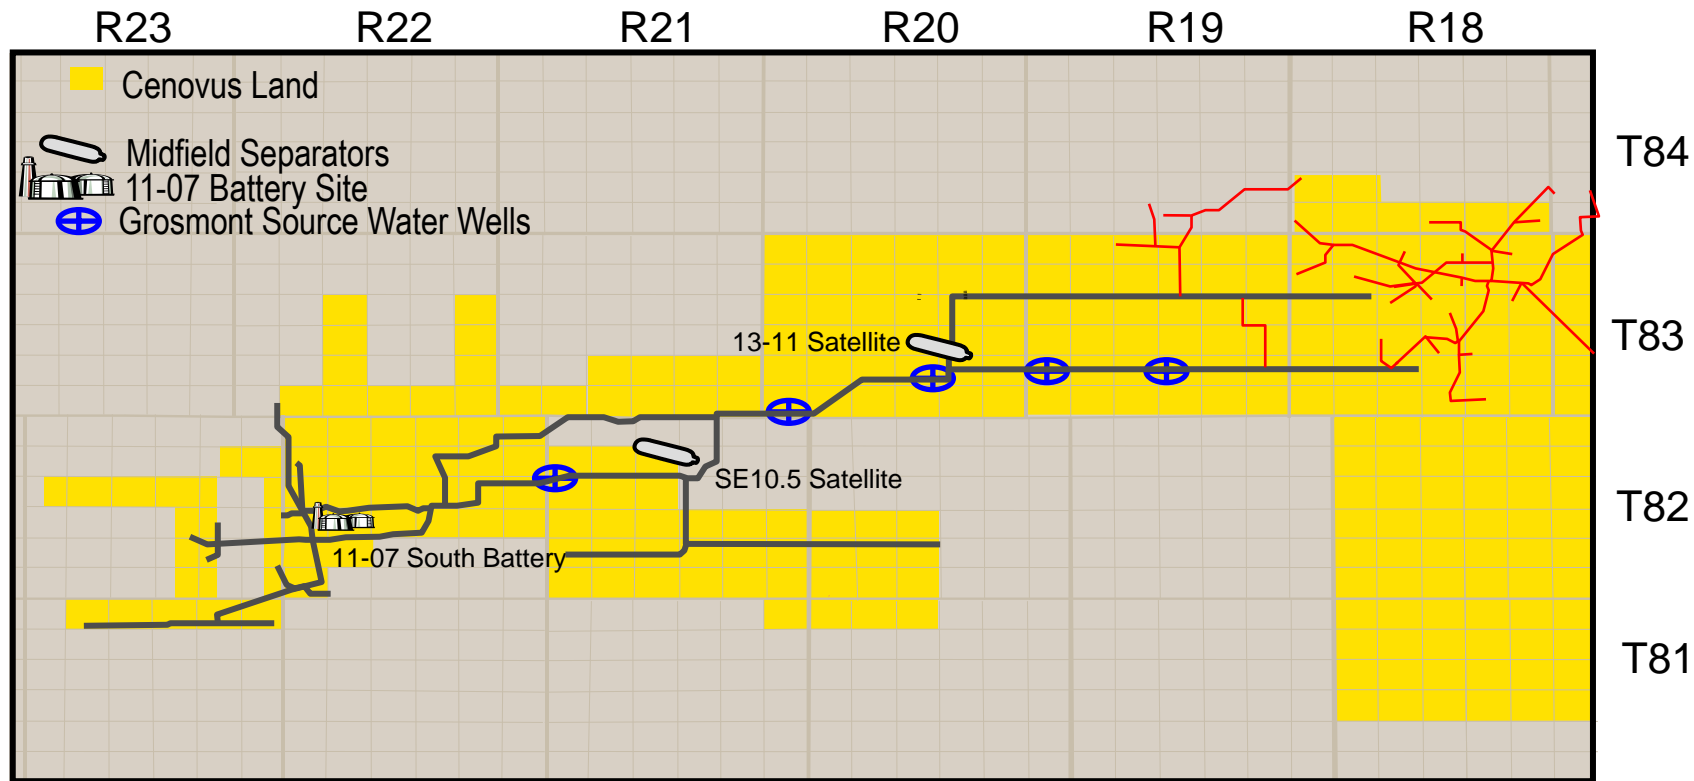 R23 R22 R21 R20 R19 R18
Cenovus Land
Midfield Separators
11-07 Battery Site
Grosmont Source Water Wells
T84
13-11 Satellite
T83
SE10.5 Satellite
T82
11-07 South Battery
T81